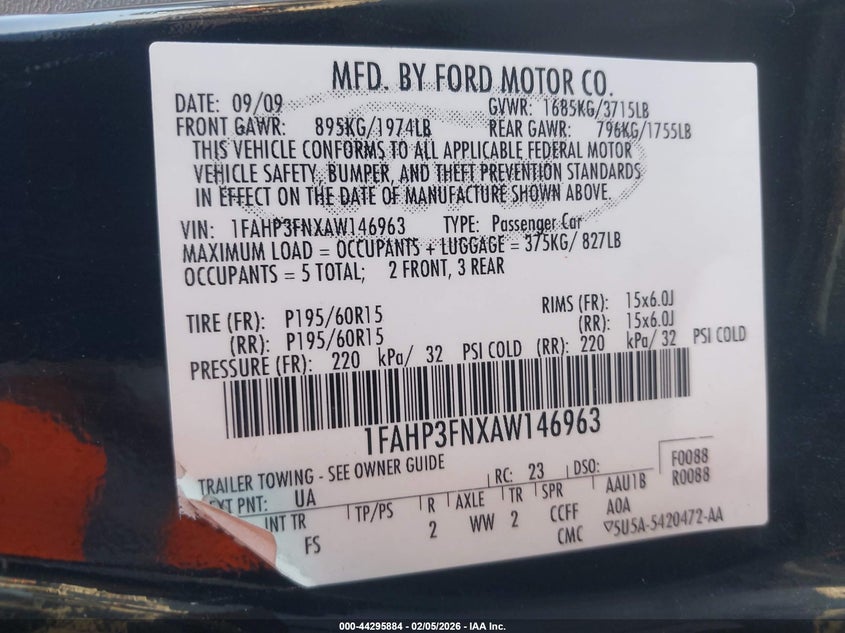 MFD. BY FORD MOTOR CO.
DATE: 09/09 GVWR: 1685KG/3715LB
FRONT GAWR: 895KG/1974LB REAR GAWR: 796KG/1755LB
THIS VEHICLE CONFORMS TO ALL APPLICABLE FEDERAL MOTOR
VEHICLE SAFETY, BUMPER, AND THEFT PREVENTION STANDARDS
IN EFFECT ON THE DATE OF MANUFACTURE SHOWN ABOVE.
VIN: 1FAHP3FNXAW146963 TYPE: Passenger Car
MAXIMUM LOAD = OCCUPANTS + LUGGAGE = 375KG/ 827LB
OCCUPANTS = 5 TOTAL; 2 FRONT, 3 REAR
TIRE (FR): P195/60R15 RIMS (FR): 15x6.0J
(RR): P195/60R15 (RR): 15x6.0J
PRESSURE (FR): 220 kPa/ 32 PSI COLD (RR): 220 kPa/ 32 PSI COLD
1FAHP3FNXAW146963
TRAILER TOWING - SEE OWNER GUIDE
EXT PNT: UA RC: 23 DSO: F0088
INT TR TP/PS R AXLE TR SPR AAU1B R0088
FS 2 WW 2 CCFF AOA
CMC ▽5U5A-5420472-AA
000-44295884 - 02/05/2026 - IAA Inc.